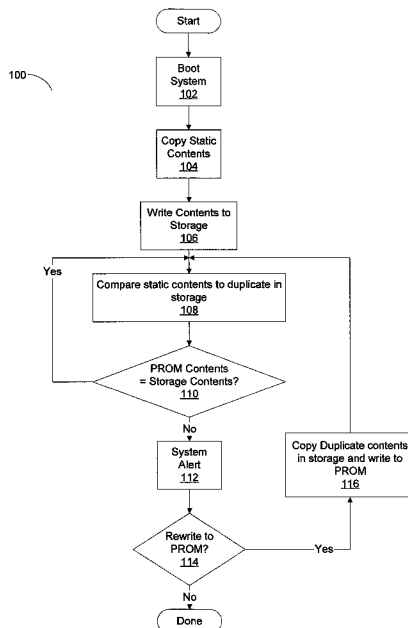 Start
100
Boot
System
102
Copy Static
Contents
104
Write Contents to
Storage
106
Yes
Compare static contents to duplicate in
storage
108
PROM Contents
= Storage Contents?
110
No
System
Alert
112
Copy Duplicate contents
in storage and write to
PROM
116
Rewrite to
PROM?
114
Yes
No
Done